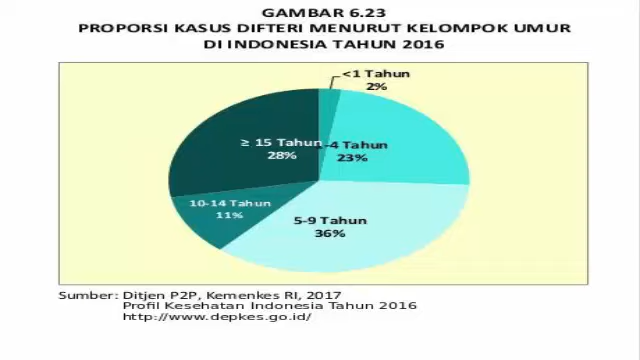 GAMBAR 6.23
PROPORSI KASUS DIFTERI MENURUT KELOMPOK UMUR
DI INDONESIA TAHUN 2016
<1 Tahun
2%
≥ 15 Tahun
28%
1-4 Tahun
23%
10-14 Tahun
11%
5-9 Tahun
36%
Sumber: Ditjen P2P, Kemenkes RI, 2017
Profil Kesehatan Indonesia Tahun 2016
http://www.depkes.go.id/